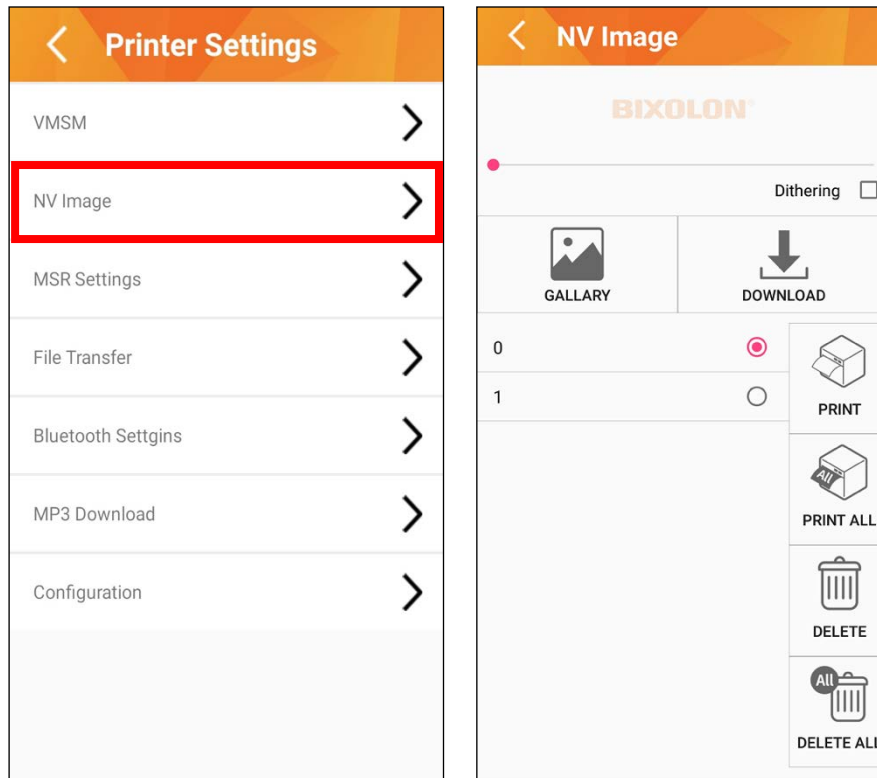 Printer Settings
VMSM
NV Image
MSR Settings
File Transfer
Bluetooth Settgins
MP3 Download
Configuration
NV Image
BIXOLON
Dithering
GALLARY
DOWNLOAD
0
1
PRINT
All
PRINT ALL
DELETE
All
DELETE ALL